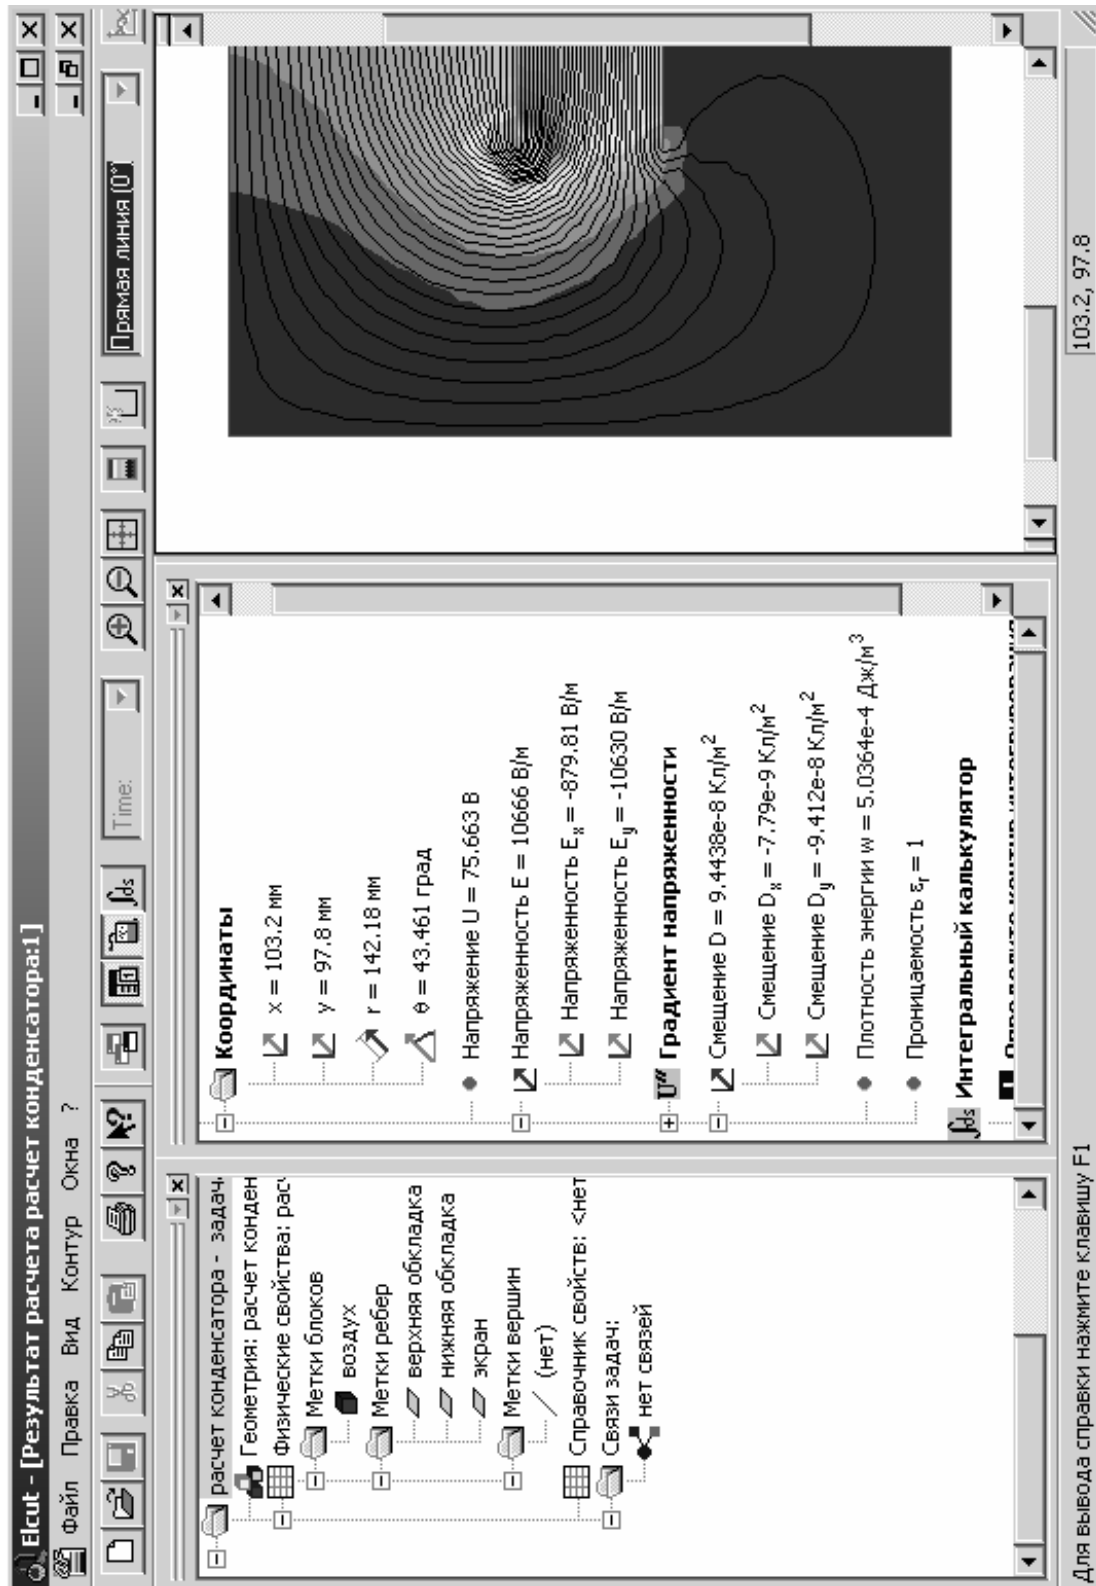 Elcut - [Результат расчета расчет конденсатора:1]
Файл Правка Вид Контур Окна ?
Time:
Прямая линия (0°
расчет конденсатора - задач
Геометрия: расчет конден
Физические свойства: рас
Метки блоков
воздух
Метки ребер
верхняя обкладка
нижняя обкладка
экран
Метки вершин
(нет)
Справочник свойств: <нет
Связи задач:
нет связей
Координаты
x = 103.2 мм
y = 97.8 мм
r = 142.18 мм
θ = 43.461 град
Напряжение U = 75.663 В
Напряженность E = 10666 В/м
Напряженность Eₓ = -879.81 В/м
Напряженность Eᵧ = -10630 В/м
Градиент напряженности
Смещение D = 9.4438e-8 Кл/м²
Смещение Dₓ = -7.79e-9 Кл/м²
Смещение Dᵧ = -9.412e-8 Кл/м²
Плотность энергии w = 5.0364e-4 Дж/м³
Проницаемость εᵣ = 1
Интегральный калькулятор
Для вывода справки нажмите клавишу F1
103.2, 97.8